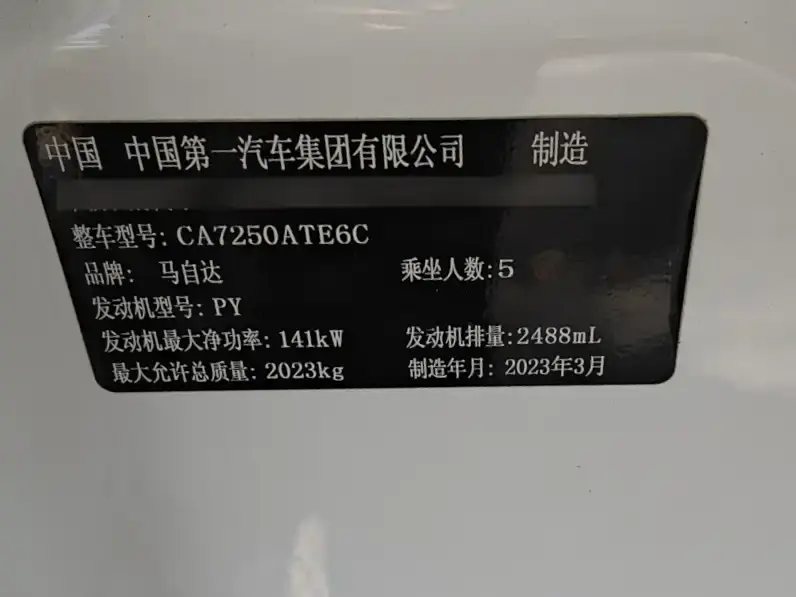 中国 中国第一汽车集团有限公司 制造
整车型号: CA7250ATE6C
品牌: 马自达 乘坐人数:5
发动机型号: PY
发动机最大净功率: 141kW 发动机排量:2488mL
最大允许总质量: 2023kg 制造年月: 2023年3月